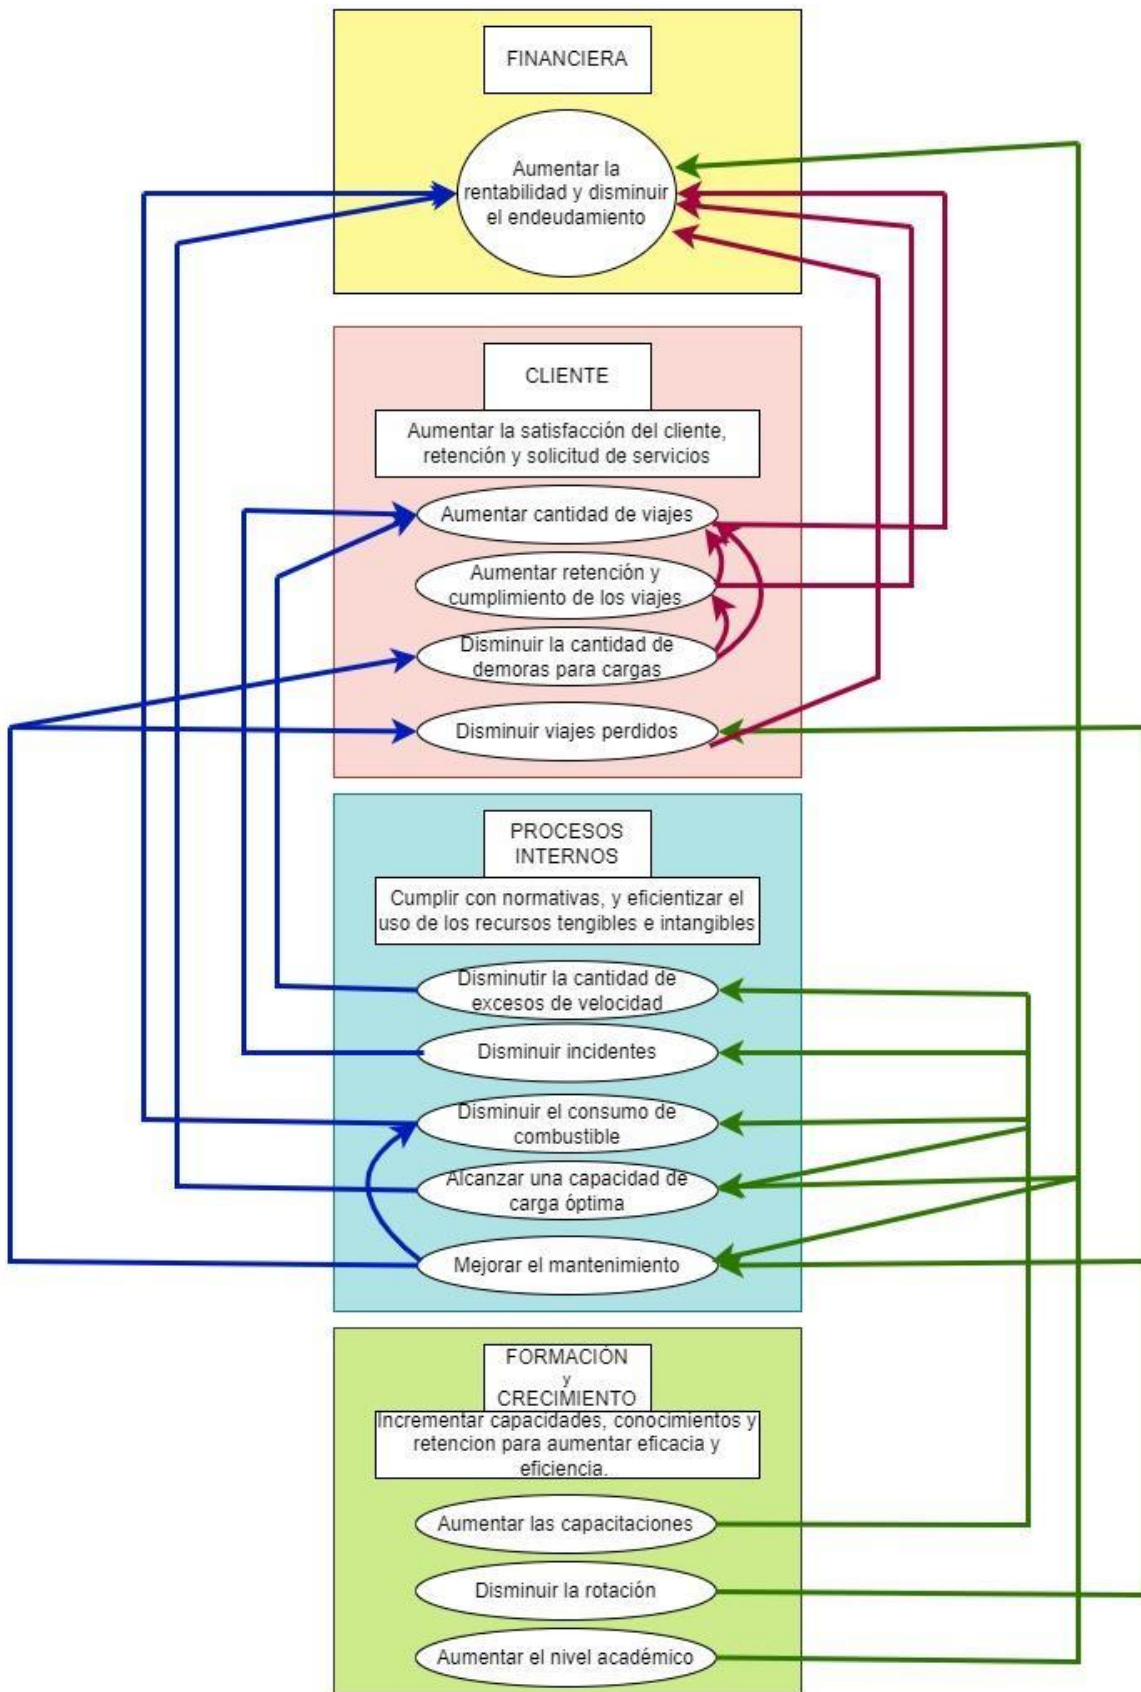 FINANCIERA
Aumentar la
rentabilidad y disminuir
el endeudamiento
CLIENTE
Aumentar la satisfacción del cliente,
retención y solicitud de servicios
Aumentar cantidad de viajes
Aumentar retención y
cumplimiento de los viajes
Disminuir la cantidad de
demoras para cargas
Disminuir viajes perdidos
PROCESOS
INTERNOS
Cumplir con normativas, y eficientizar el
uso de los recursos tengibles e intangibles
Disminutir la cantidad de
excesos de velocidad
Disminuir incidentes
Disminuir el consumo de
combustible
Alcanzar una capacidad de
carga óptima
Mejorar el mantenimiento
FORMACIÓN
y
CRECIMIENTO
Incrementar capacidades, conocimientos y
retencion para aumentar eficacia y
eficiencia.
Aumentar las capacitaciones
Disminuir la rotación
Aumentar el nivel académico